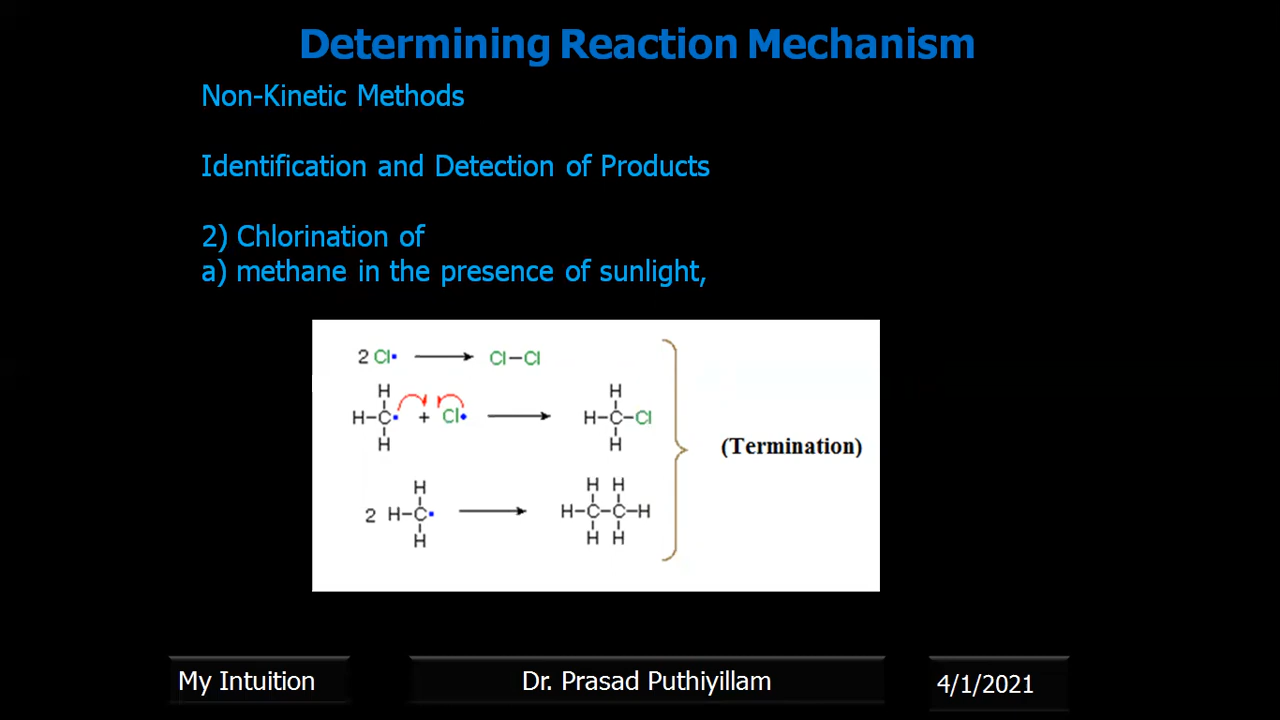 Determining Reaction Mechanism
Non-Kinetic Methods
Identification and Detection of Products
2) Chlorination of
a) methane in the presence of sunlight,
2 Cl• Cl–Cl
H H
H–C• + Cl• H–C–Cl
H H
(Termination)
H H H
2 H–C• H–C–C–H
H H H
My Intuition Dr. Prasad Puthiyillam 4/1/2021